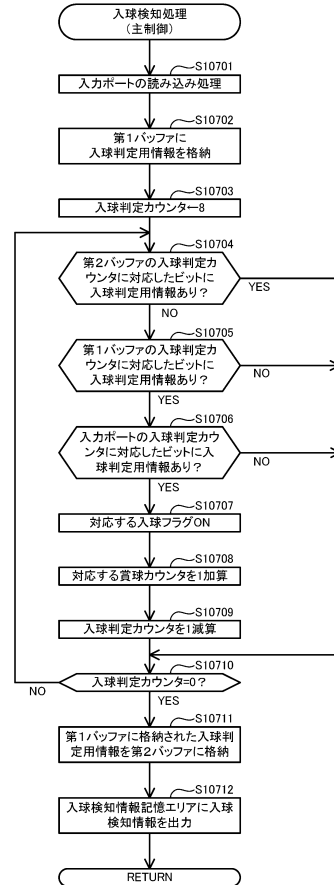 入球検知処理
(主制御)
S10701
入力ポートの読み込み処理
S10702
第1バッファに
入球判定用情報を格納
S10703
入球判定カウンタ←8
S10704
第2バッファの入球判定カ
ウンタに対応したビットに
入球判定用情報あり?
YES
NO
S10705
第1バッファの入球判定カ
ウンタに対応したビットに
入球判定用情報あり?
NO
YES
S10706
入力ポートの入球判定カウ
ンタに対応したビットに入
球判定用情報あり?
NO
YES
S10707
対応する入球フラグON
S10708
対応する賞球カウンタを1加算
S10709
入球判定カウンタを1減算
S10710
入球判定カウンタ=0?
NO
YES
S10711
第1バッファに格納された入球判
定用情報を第2バッファに格納
S10712
入球検知情報記憶エリアに入球
検知情報を出力
RETURN